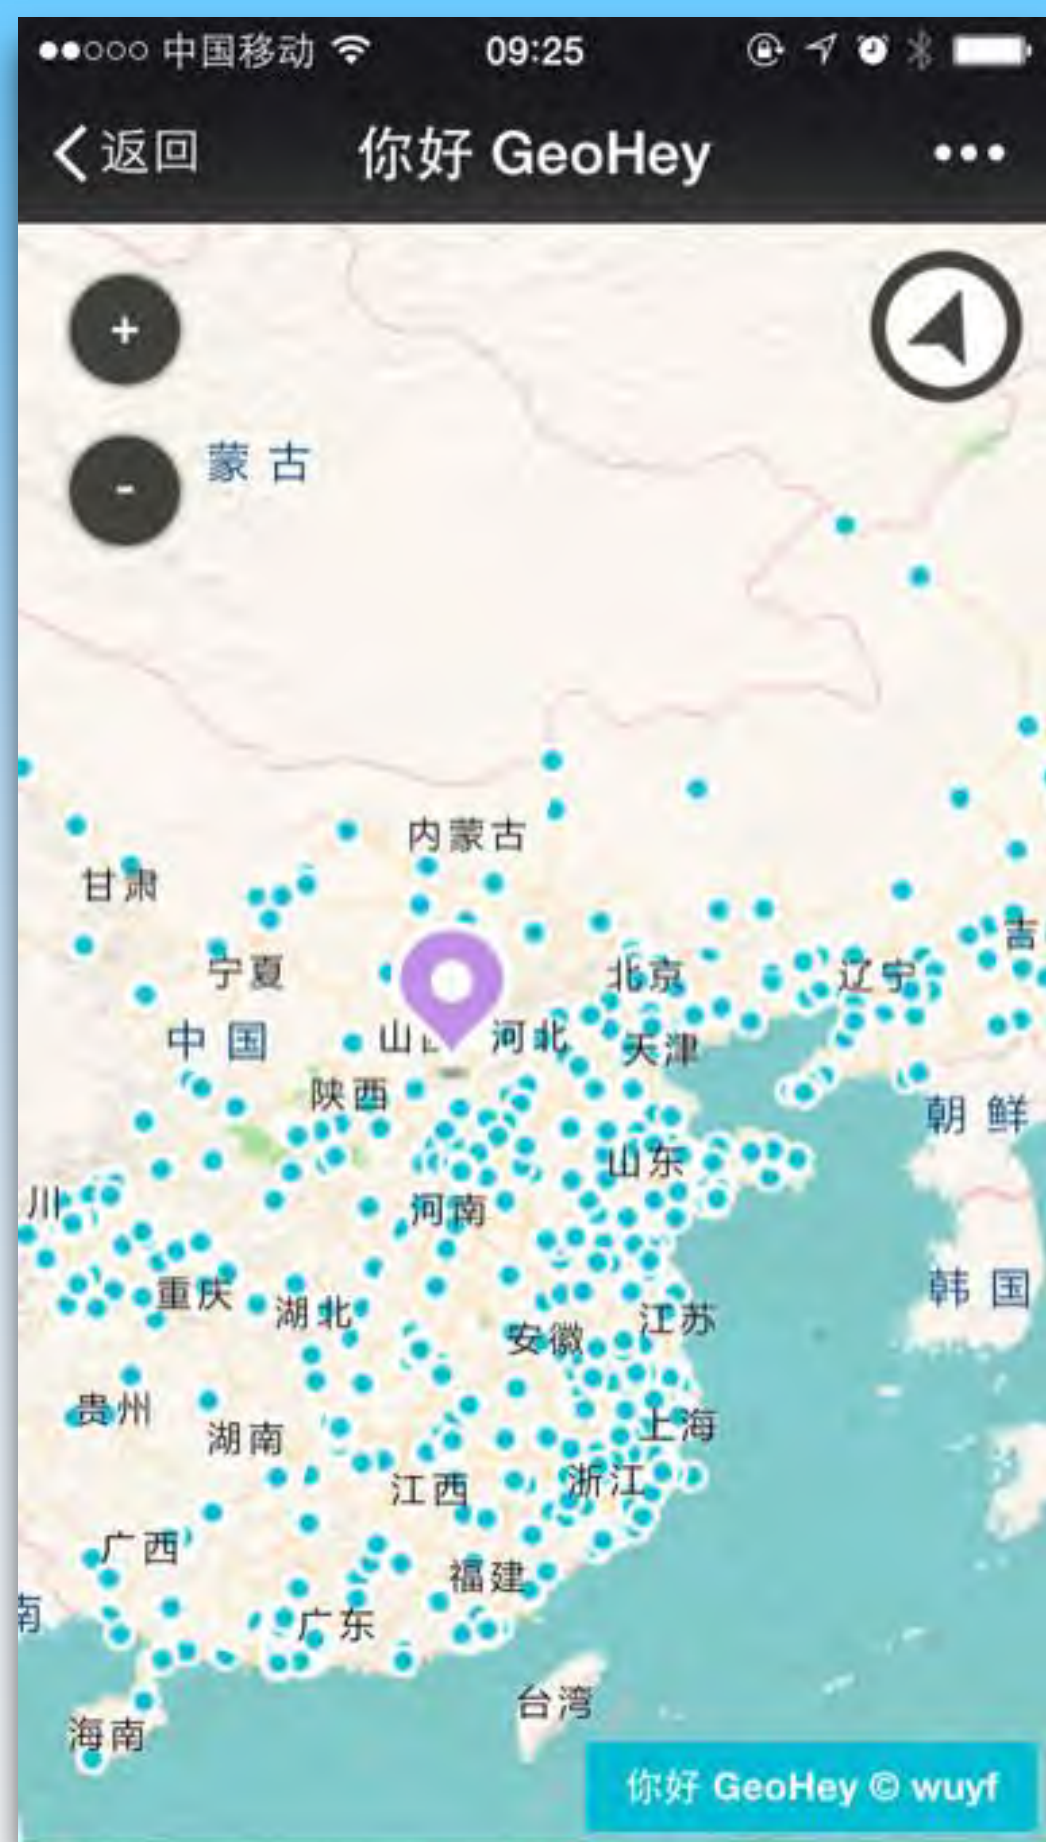 中国移动 09:25
返回 你好 GeoHey
+
-
蒙古
内蒙古
甘肃
宁夏
北京
辽宁
吉
中国
河北
天津
陕西
朝鲜
山东
川
河南
重庆
湖北
韩国
安徽
江苏
贵州
湖南
上海
江西
浙江
广西
福建
南
广东
台湾
海南
你好 GeoHey © wuyf